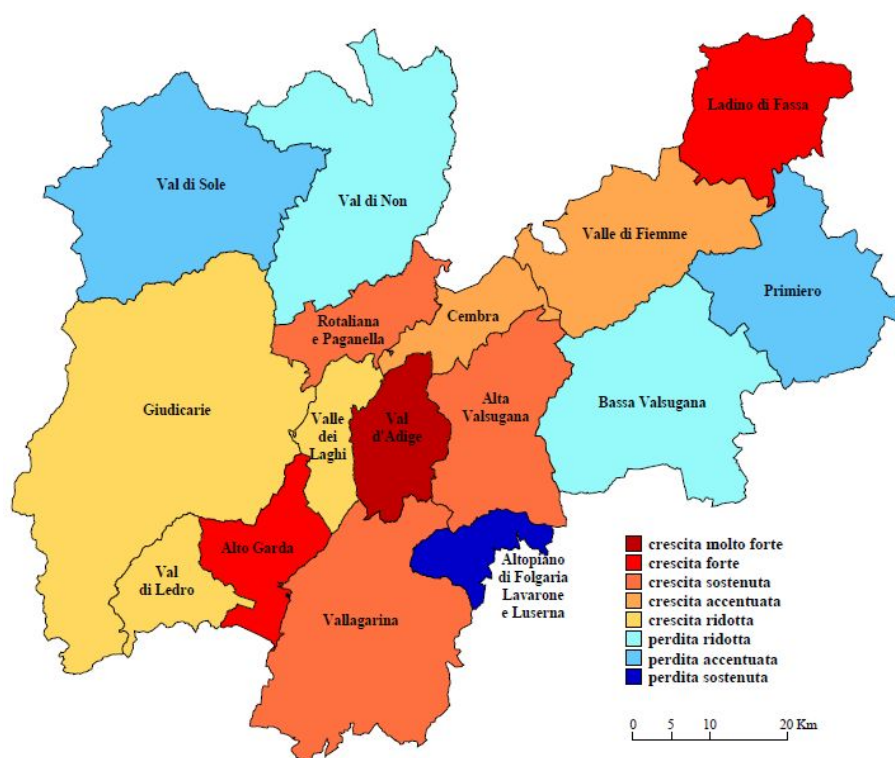 Ladino di Fassa
Val di Sole
Val di Non
Valle di Fiemme
Primiero
Rotaliana
e Paganella
Cembra
Giudicarie
Valle
dei
Laghi
Val
d'Adige
Alta
Valsugana
Bassa Valsugana
Alto Garda
Val
di Ledro
Vallagarina
Altopiano
di Folgaria
Lavarone
e Luserna
crescita molto forte
crescita forte
crescita sostenuta
crescita accentuata
crescita ridotta
perdita ridotta
perdita accentuata
perdita sostenuta
0 5 10 20 Km